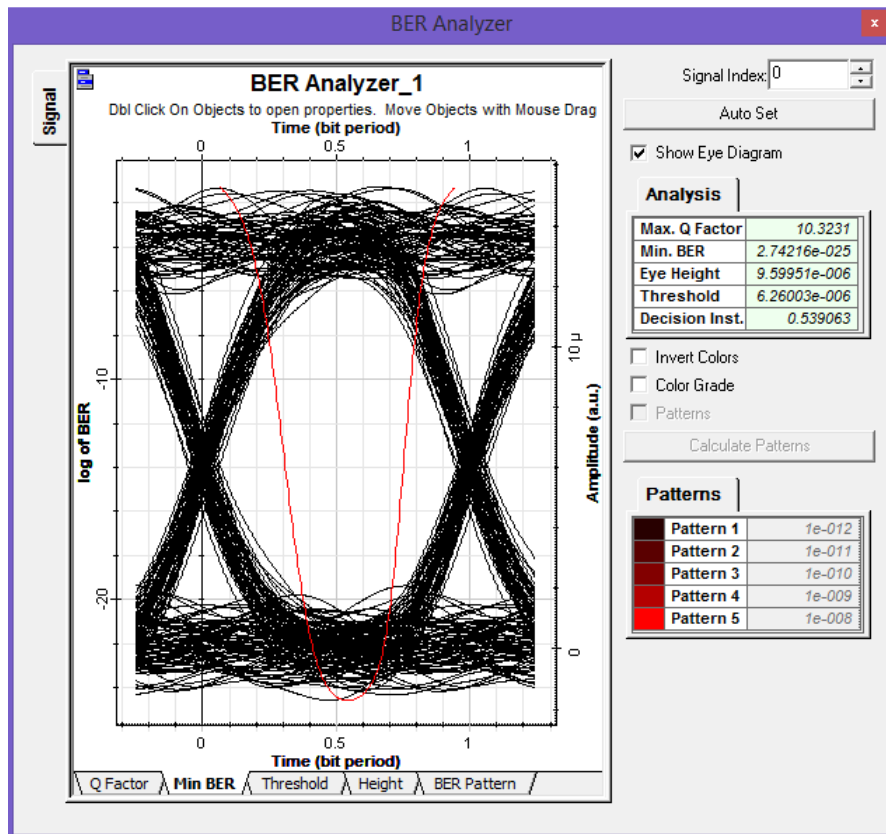 BER Analyzer
x
Signal
BER Analyzer_1
Dbl Click On Objects to open properties.  Move Objects with Mouse Drag
Time (bit period)
0 0.5 1
log of BER
-10
-20
Amplitude (a.u.)
10 µ
0
0 0.5 1
Time (bit period)
Q Factor Min BER Threshold Height BER Pattern
Signal Index: 0
Auto Set
Show Eye Diagram
Analysis
Max. Q Factor 10.3231
Min. BER 2.74216e-025
Eye Height 9.59951e-006
Threshold 6.26003e-006
Decision Inst. 0.539063
Invert Colors
Color Grade
Patterns
Calculate Patterns
Patterns
Pattern 1 1e-012
Pattern 2 1e-011
Pattern 3 1e-010
Pattern 4 1e-009
Pattern 5 1e-008